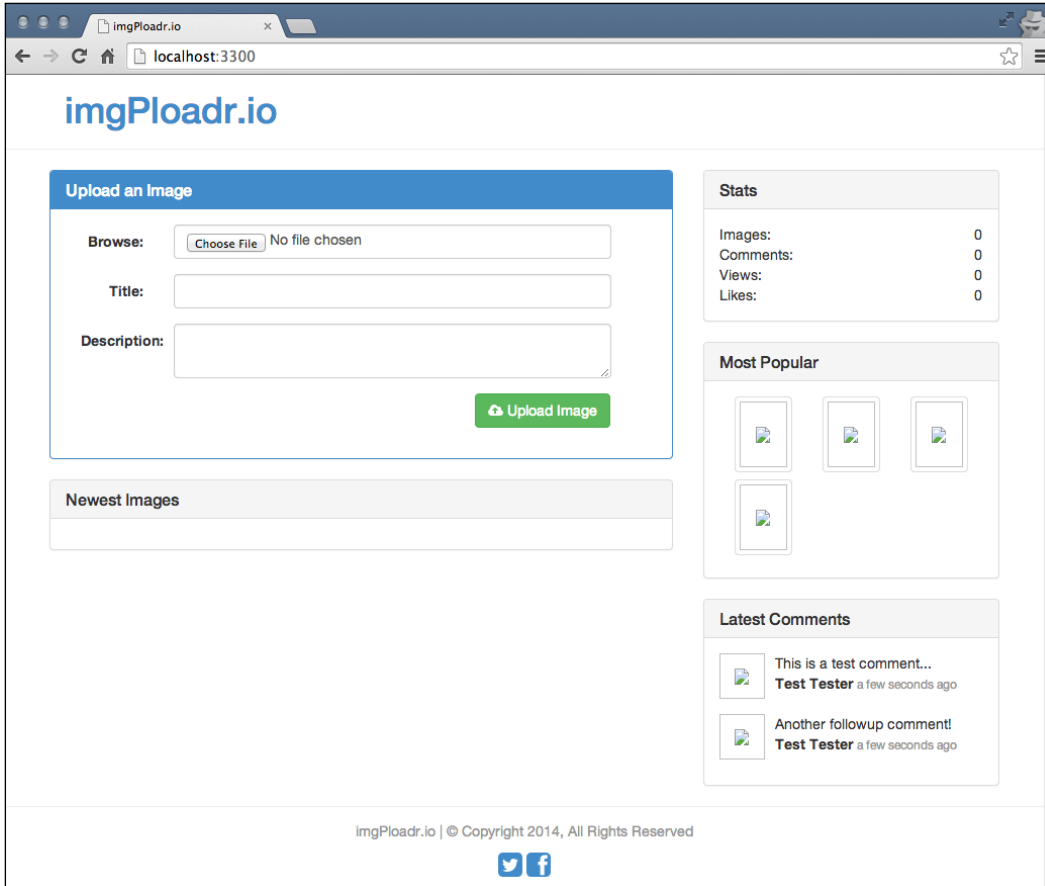 imgPloadr.io
localhost:3300
imgPloadr.io
Upload an Image
Browse: Choose File No file chosen
Title:
Description:
Upload Image
Newest Images
Stats
Images: 0
Comments: 0
Views: 0
Likes: 0
Most Popular
Latest Comments
This is a test comment...
Test Tester a few seconds ago
Another followup comment!
Test Tester a few seconds ago
imgPloadr.io | © Copyright 2014, All Rights Reserved